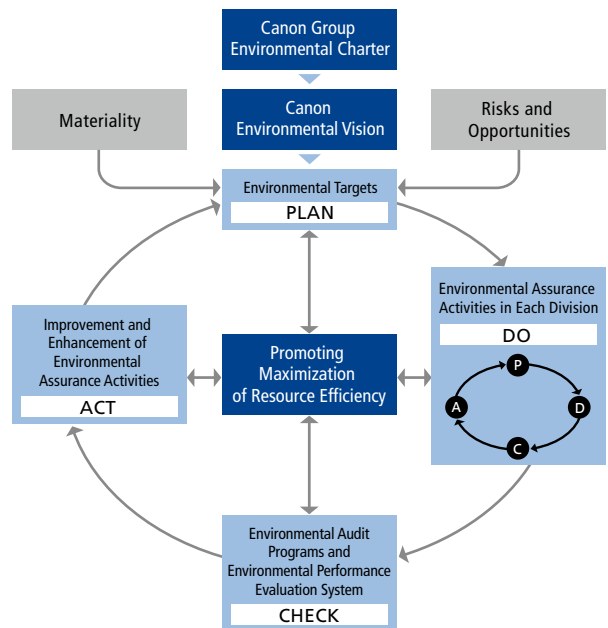 Canon Group
Environmental Charter
Materiality
Canon
Environmental Vision
Risks and
Opportunities
Environmental Targets
PLAN
Environmental Assurance
Activities in Each Division
DO
P
A
D
C
Improvement and
Enhancement of
Environmental
Assurance Activities
ACT
Promoting
Maximization
of Resource Efficiency
Environmental Audit
Programs and
Environmental Performance
Evaluation System
CHECK